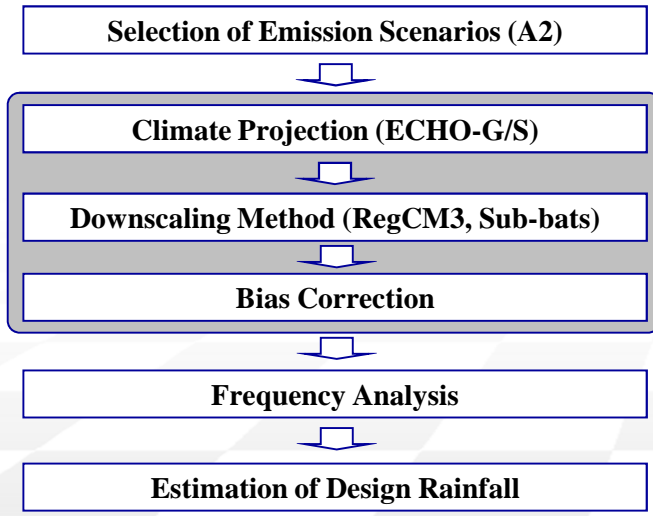 Selection of Emission Scenarios (A2)
Climate Projection (ECHO-G/S)
Downscaling Method (RegCM3, Sub-bats)
Bias Correction
Frequency Analysis
Estimation of Design Rainfall